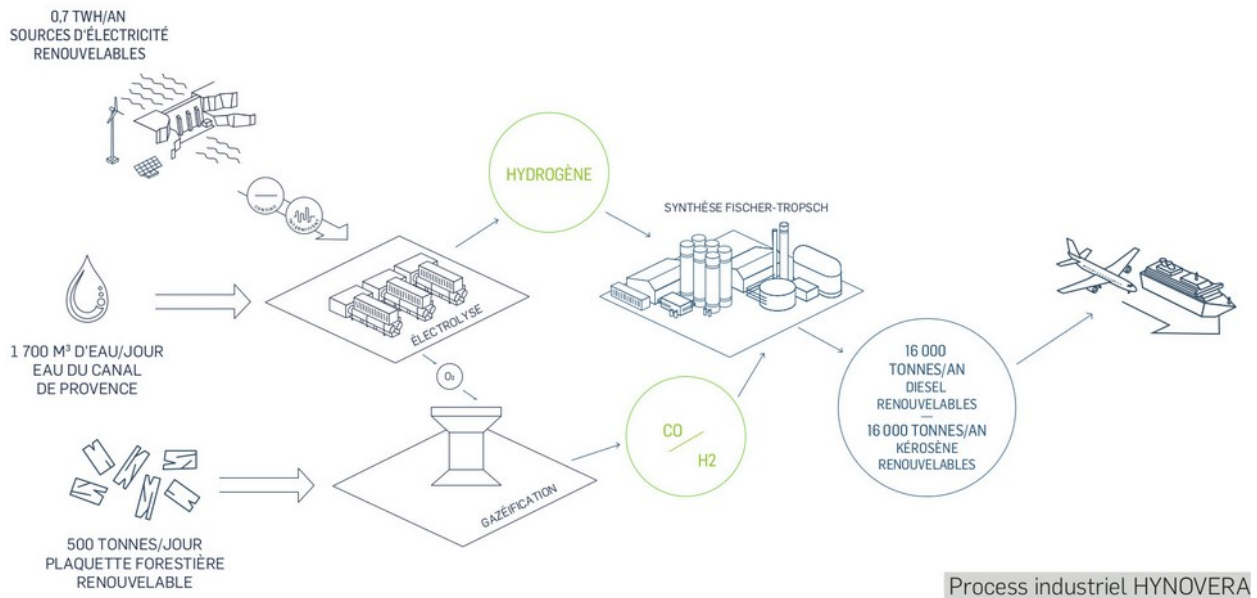 0,7 TWH/AN
SOURCES D'ÉLECTRICITÉ
RENOUVELABLES
CONTINU
INTERMITTENT
HYDROGÈNE
SYNTHÈSE FISCHER-TROPSCH
ÉLECTROLYSE
1 700 M³ D'EAU/JOUR
EAU DU CANAL
DE PROVENCE
O₂
16 000
TONNES/AN
DIESEL
RENOUVELABLES
16 000 TONNES/AN
KÉROSÈNE
RENOUVELABLES
CO
H2
GAZÉIFICATION
500 TONNES/JOUR
PLAQUETTE FORESTIÈRE
RENOUVELABLE
Process industriel HYNOVERA